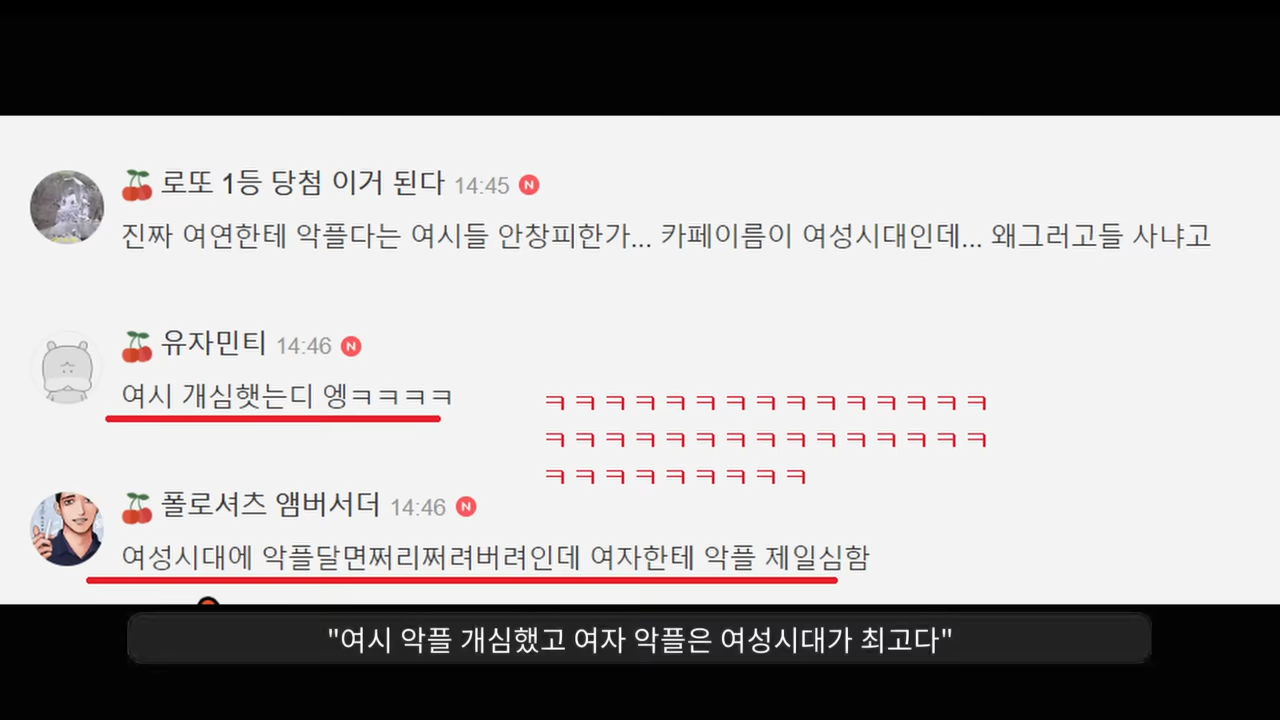 로또 1등 당첨 이거 된다 14:45 N
진짜 여연한테 악플다는 여시들 안창피한가... 카페이름이 여성시대인데... 왜그러고들 사냐고
유자민티 14:46 N
여시 개심햇는디 엥ㅋㅋㅋㅋ
ㅋㅋㅋㅋㅋㅋㅋㅋㅋㅋㅋㅋㅋㅋㅋ
ㅋㅋㅋㅋㅋㅋㅋㅋㅋㅋㅋㅋㅋㅋㅋ
ㅋㅋㅋㅋㅋㅋㅋㅋㅋ
폴로셔츠 앰버서더 14:46 N
여성시대에 악플달면쩌리쩌려버려인데 여자한테 악플 제일심함
"여시 악플 개심했고 여자 악플은 여성시대가 최고다"